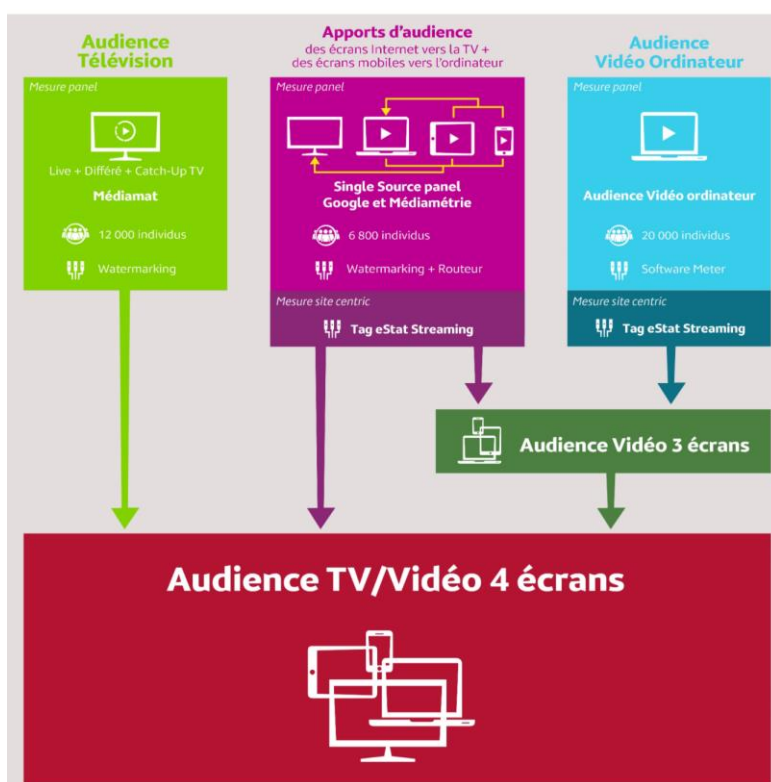 Audience
Télévision
Mesure panel
Live + Différé + Catch-Up TV
Médiamat
12 000 individus
Watermarking
Apports d’audience
des écrans Internet vers la TV +
des écrans mobiles vers l’ordinateur
Mesure panel
Single Source panel
Google et Médiamétrie
6 800 individus
Watermarking + Routeur
Mesure site centric
Tag eStat Streaming
Audience
Vidéo Ordinateur
Mesure panel
Audience Vidéo ordinateur
20 000 individus
Software Meter
Mesure site centric
Tag eStat Streaming
Audience Vidéo 3 écrans
Audience TV/Vidéo 4 écrans